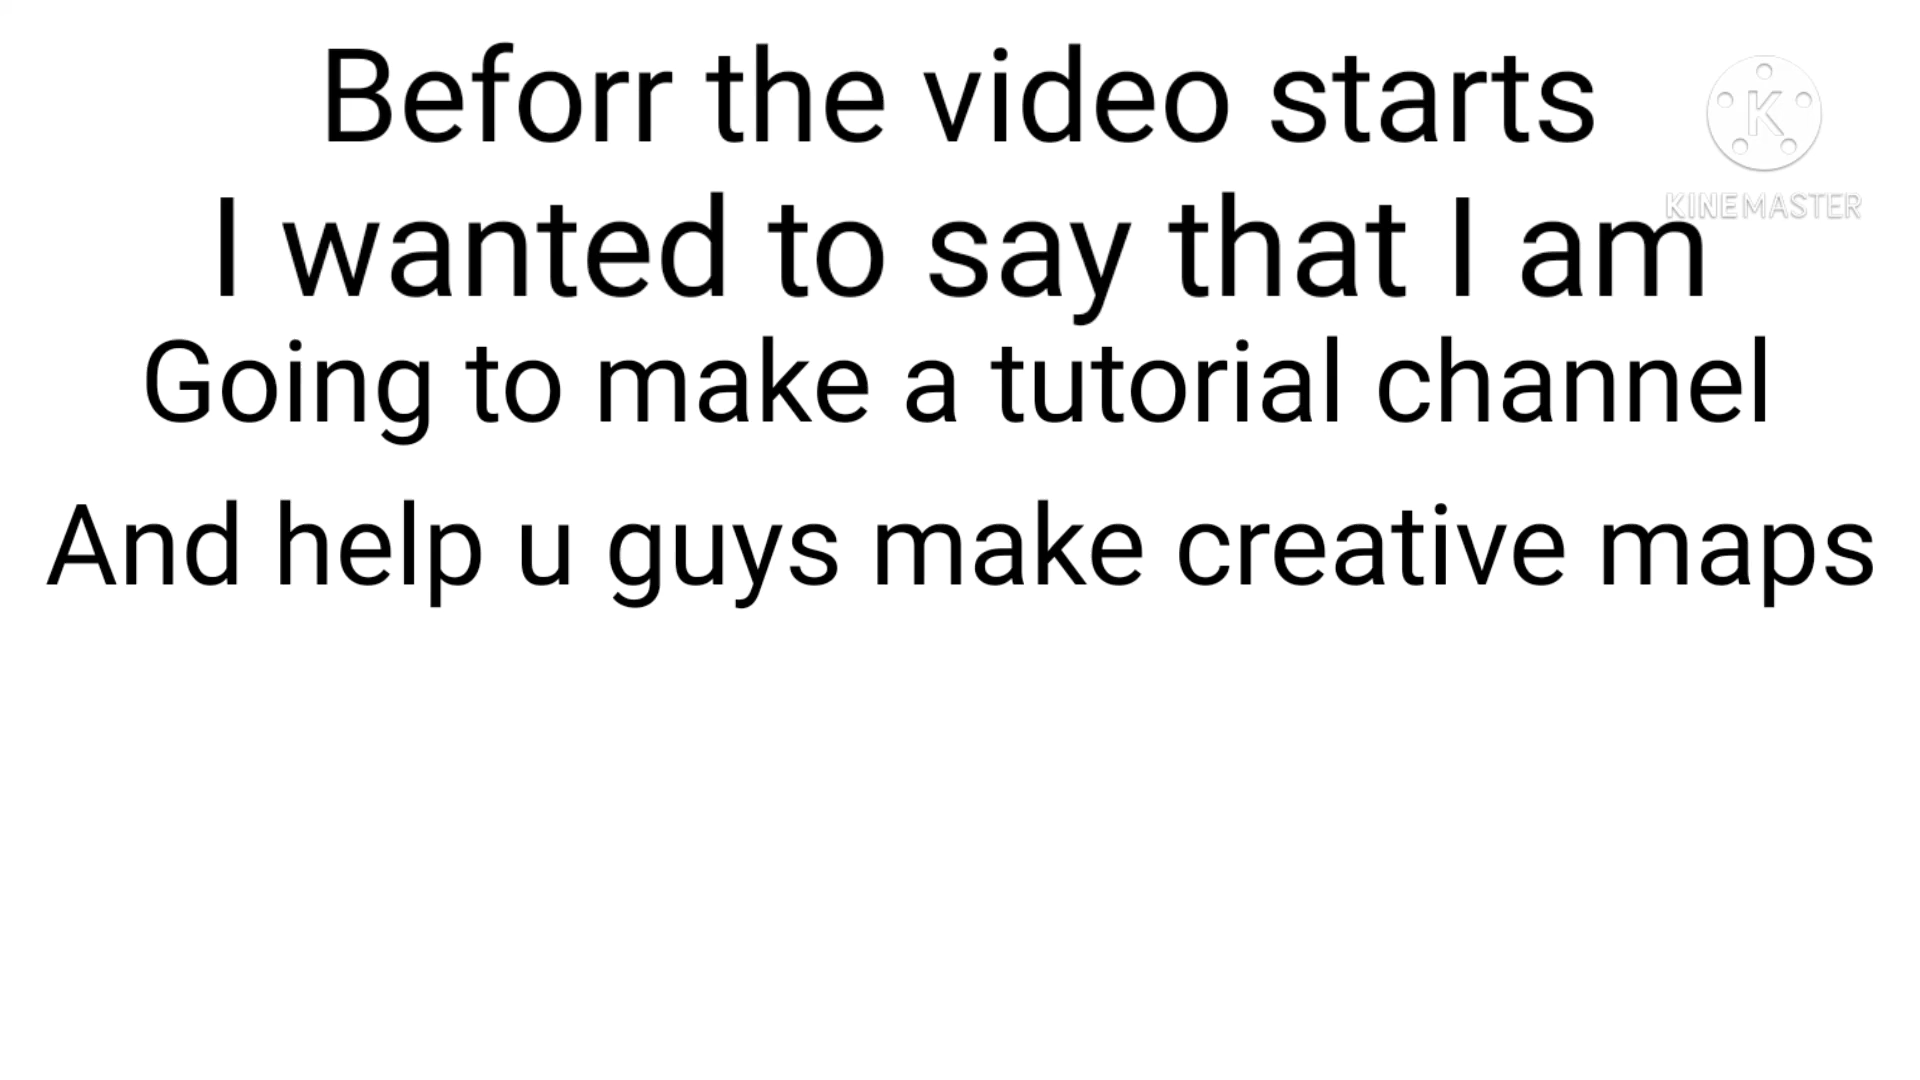 Beforr the video starts
I wanted to say that I am
Going to make a tutorial channel
And help u guys make creative maps
K
KINEMASTER